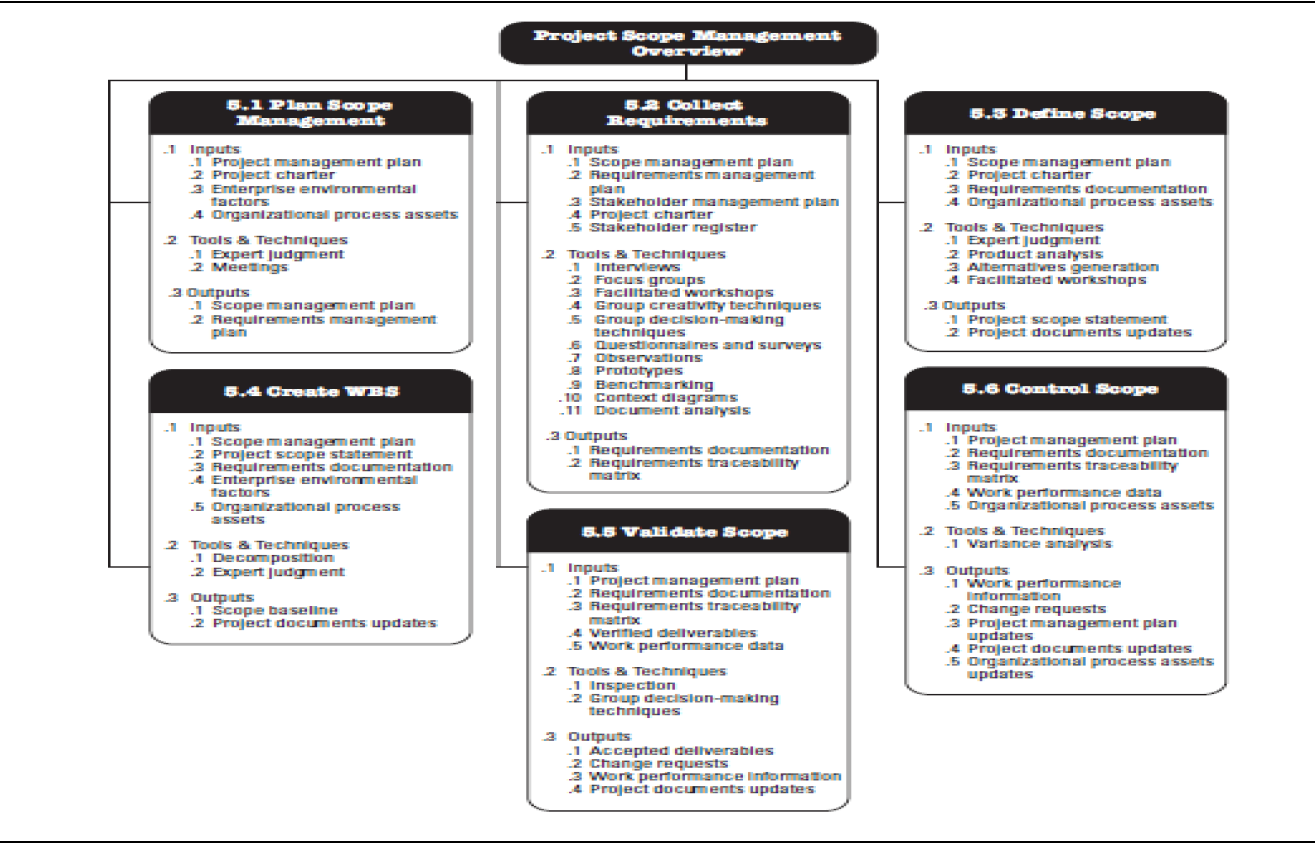 Project Scope Management
Overview
5.1 Plan Scope
Management
.1 Inputs
.1 Project management plan
.2 Project charter
.3 Enterprise environmental
factors
.4 Organizational process assets
.2 Tools & Techniques
.1 Expert judgment
.2 Meetings
.3 Outputs
.1 Scope management plan
.2 Requirements management
plan
5.2 Collect
Requirements
.1 Inputs
.1 Scope management plan
.2 Requirements management
plan
.3 Stakeholder management plan
.4 Project charter
.5 Stakeholder register
.2 Tools & Techniques
.1 Interviews
.2 Focus groups
.3 Facilitated workshops
.4 Group creativity techniques
.5 Group decision-making
techniques
.6 Questionnaires and surveys
.7 Observations
.8 Prototypes
.9 Benchmarking
.10 Context diagrams
.11 Document analysis
.3 Outputs
.1 Requirements documentation
.2 Requirements traceability
matrix
5.3 Define Scope
.1 Inputs
.1 Scope management plan
.2 Project charter
.3 Requirements documentation
.4 Organizational process assets
.2 Tools & Techniques
.1 Expert judgment
.2 Product analysis
.3 Alternatives generation
.4 Facilitated workshops
.3 Outputs
.1 Project scope statement
.2 Project documents updates
5.4 Create WBS
.1 Inputs
.1 Scope management plan
.2 Project scope statement
.3 Requirements documentation
.4 Enterprise environmental
factors
.5 Organizational process
assets
.2 Tools & Techniques
.1 Decomposition
.2 Expert judgment
.3 Outputs
.1 Scope baseline
.2 Project documents updates
5.5 Validate Scope
.1 Inputs
.1 Project management plan
.2 Requirements documentation
.3 Requirements traceability
matrix
.4 Verified deliverables
.5 Work performance data
.2 Tools & Techniques
.1 Inspection
.2 Group decision-making
techniques
.3 Outputs
.1 Accepted deliverables
.2 Change requests
.3 Work performance information
.4 Project documents updates
5.6 Control Scope
.1 Inputs
.1 Project management plan
.2 Requirements documentation
.3 Requirements traceability
matrix
.4 Work performance data
.5 Organizational process assets
.2 Tools & Techniques
.1 Variance analysis
.3 Outputs
.1 Work performance
information
.2 Change requests
.3 Project management plan
updates
.4 Project documents updates
.5 Organizational process assets
updates